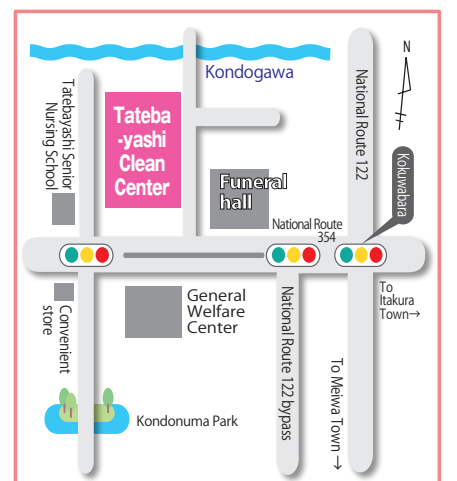 Kondogawa
N
Tatebayashi Senior
Nursing School
Tateba
-yashi
Clean
Center
National Route 122
Kokuwabara
Funeral
hall
National Route
354
To
Itakura
Town→
General
Welfare
Center
Convenient
store
National Route 122 bypass
To Meiwa Town →
Kondonuma Park